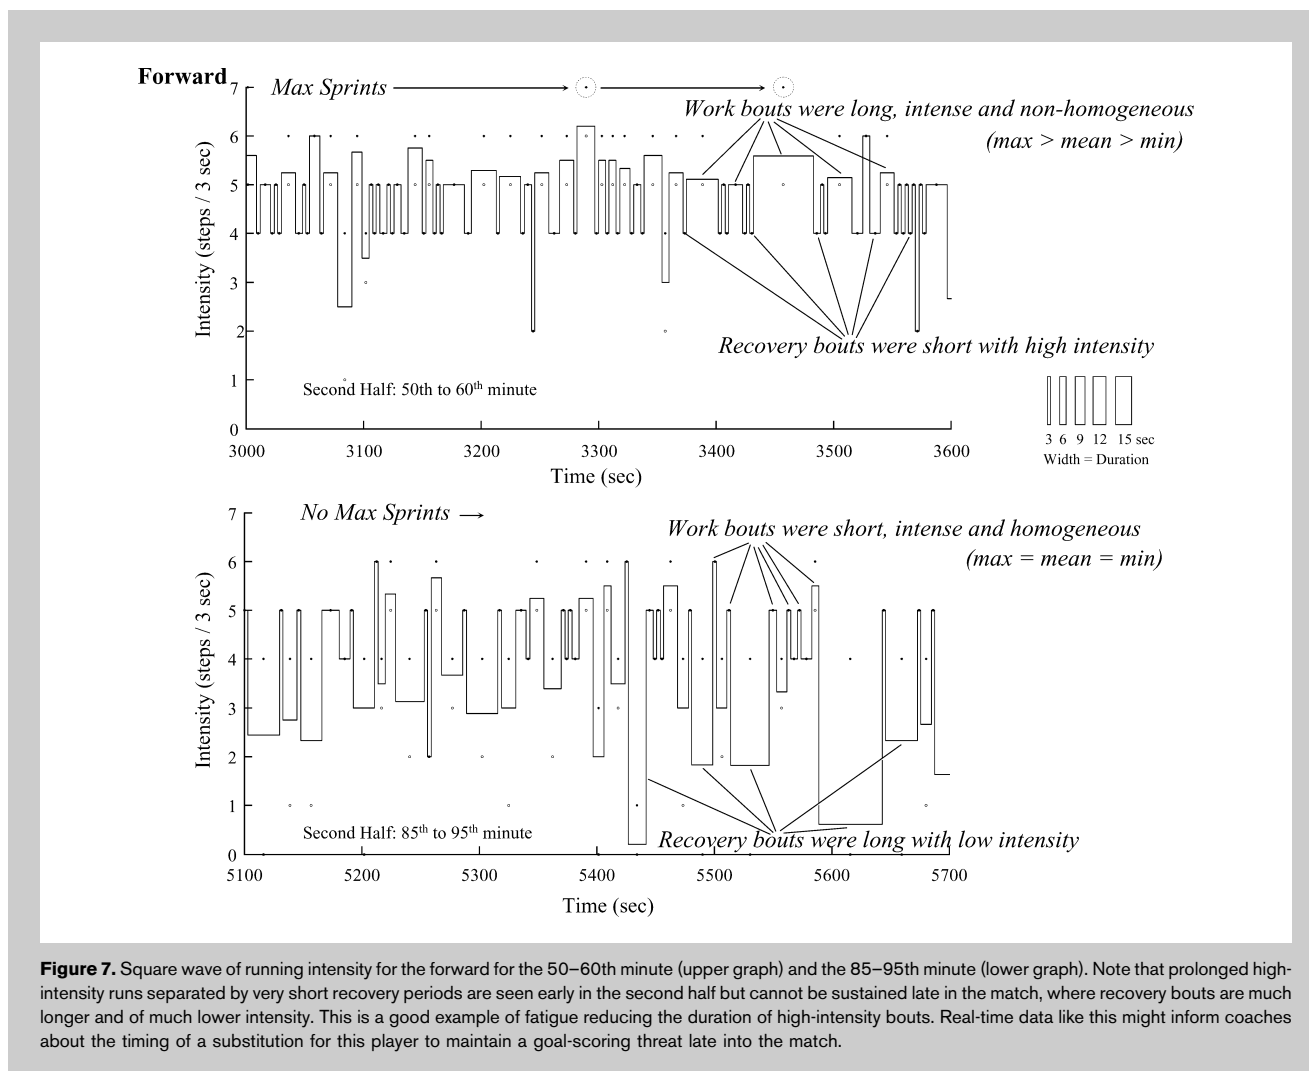 Forward
Max Sprints
Work bouts were long, intense and non-homogeneous
(max > mean > min)
7
6
5
4
3
2
1
0
Intensity (steps / 3 sec)
Recovery bouts were short with high intensity
Second Half: 50th to 60th minute
3000 3100 3200 3300 3400 3500 3600
Time (sec)
3 6 9 12 15 sec
Width = Duration
No Max Sprints
Work bouts were short, intense and homogeneous
(max = mean = min)
7
6
5
4
3
2
1
0
Intensity (steps / 3 sec)
Second Half: 85th to 95th minute
Recovery bouts were long with low intensity
5100 5200 5300 5400 5500 5600 5700
Time (sec)
Figure 7. Square wave of running intensity for the forward for the 50–60th minute (upper graph) and the 85–95th minute (lower graph). Note that prolonged high-
intensity runs separated by very short recovery periods are seen early in the second half but cannot be sustained late in the match, where recovery bouts are much
longer and of much lower intensity. This is a good example of fatigue reducing the duration of high-intensity bouts. Real-time data like this might inform coaches
about the timing of a substitution for this player to maintain a goal-scoring threat late into the match.